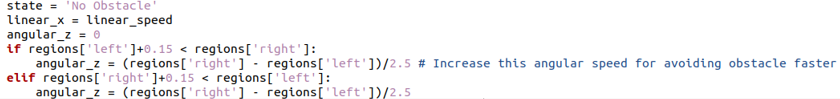 state = 'No Obstacle'
linear_x = linear_speed
angular_z = 0
if regions['left']+0.15 < regions['right']:
    angular_z = (regions['right'] - regions['left'])/2.5 # Increase this angular speed for avoiding obstacle faster
elif regions['right']+0.15 < regions['left']:
    angular_z = (regions['right'] - regions['left'])/2.5